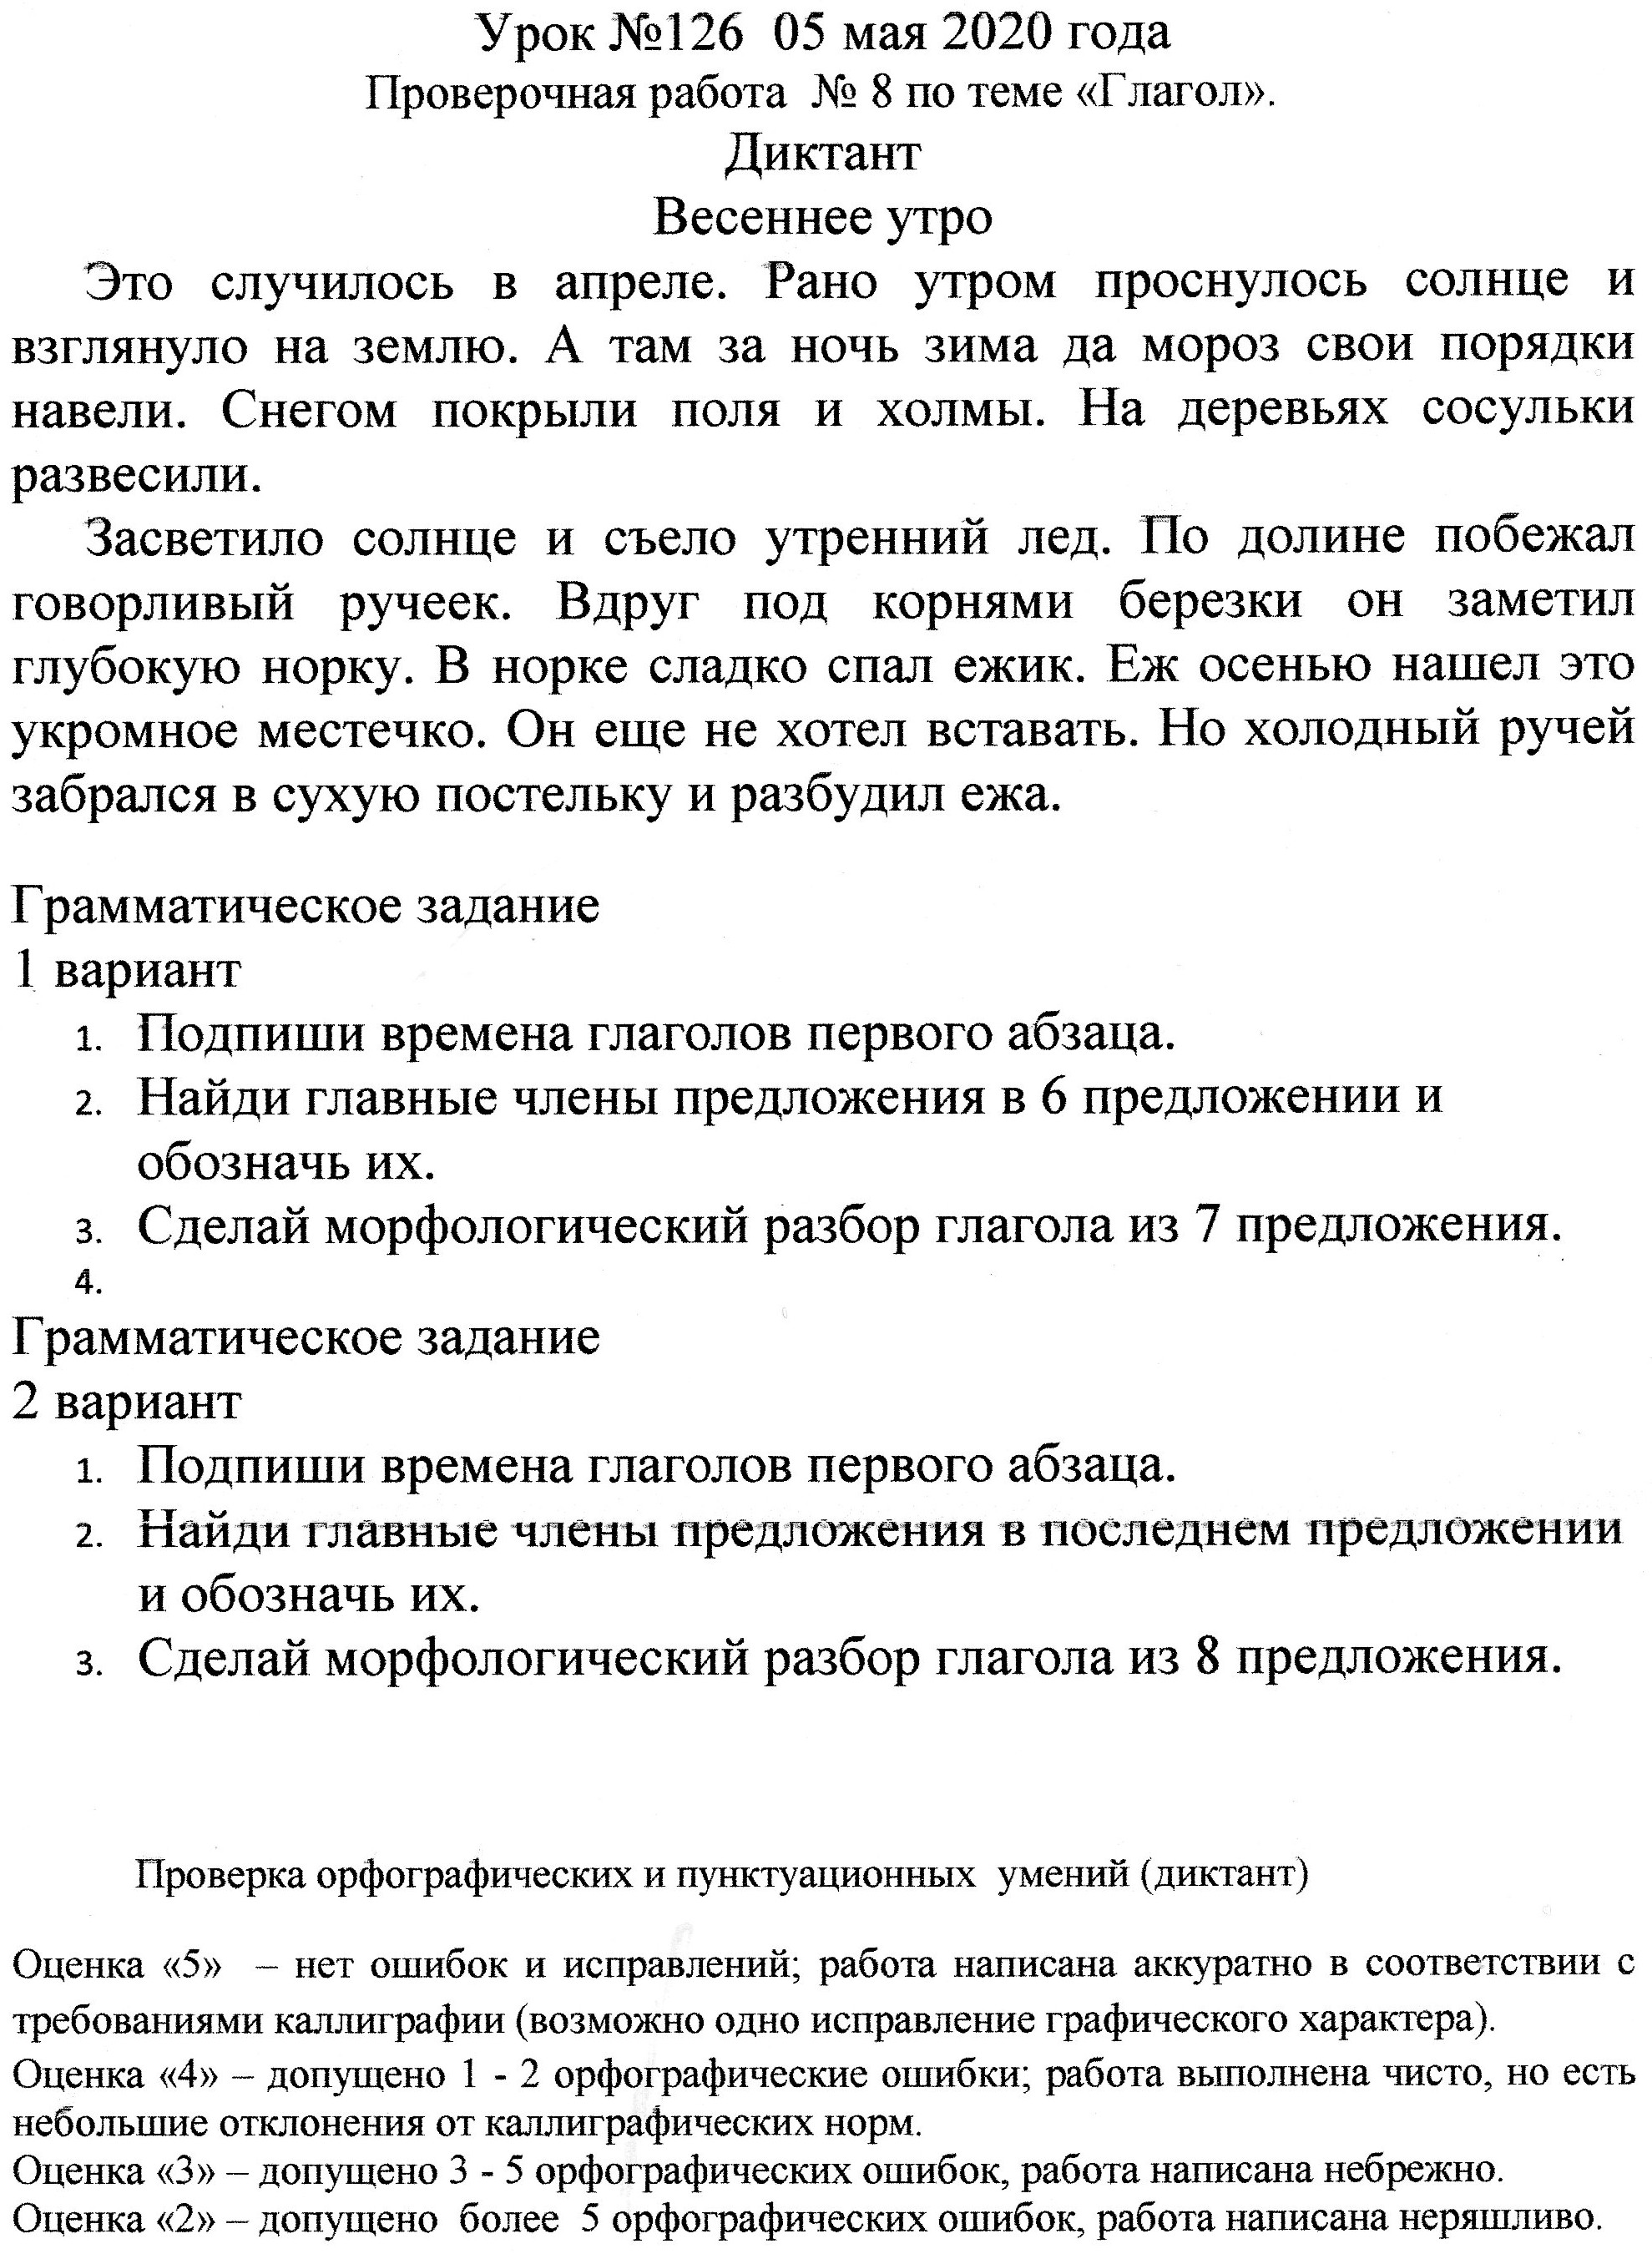 Урок №126  05 мая 2020 года
Проверочная работа  № 8 по теме «Глагол».
Диктант
Весеннее утро
Это случилось в апреле. Рано утром проснулось солнце и
взглянуло на землю. А там за ночь зима да мороз свои порядки
навели. Снегом покрыли поля и холмы. На деревьях сосульки
развесили.
Засветило солнце и съело утренний лед. По долине побежал
говорливый ручеек. Вдруг под корнями березки он заметил
глубокую норку. В норке сладко спал ежик. Еж осенью нашел это
укромное местечко. Он еще не хотел вставать. Но холодный ручей
забрался в сухую постельку и разбудил ежа.
Грамматическое задание
1 вариант
1. Подпиши времена глаголов первого абзаца.
2. Найди главные члены предложения в 6 предложении и
обозначь их.
3. Сделай морфологический разбор глагола из 7 предложения.
4.
Грамматическое задание
2 вариант
1. Подпиши времена глаголов первого абзаца.
2. Найди главные члены предложения в последнем предложении
и обозначь их.
3. Сделай морфологический разбор глагола из 8 предложения.
Проверка орфографических и пунктуационных  умений (диктант)
Оценка «5»  – нет ошибок и исправлений; работа написана аккуратно в соответствии с
требованиями каллиграфии (возможно одно исправление графического характера).
Оценка «4» – допущено 1 - 2 орфографические ошибки; работа выполнена чисто, но есть
небольшие отклонения от каллиграфических норм.
Оценка «3» – допущено 3 - 5 орфографических ошибок, работа написана небрежно.
Оценка «2» – допущено  более  5 орфографических ошибок, работа написана неряшливо.